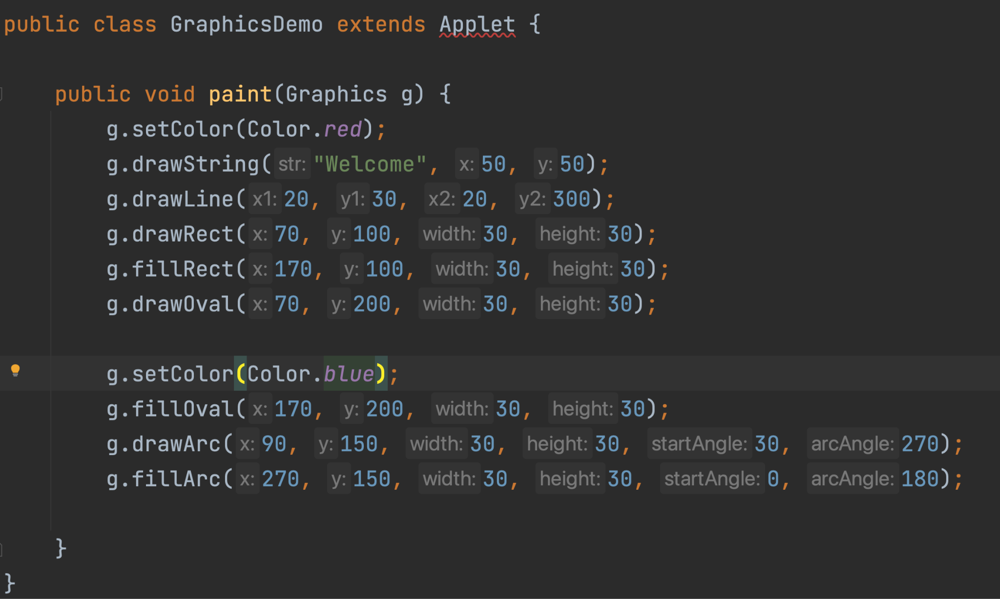 public class GraphicsDemo extends Applet {
public void paint(Graphics g) {
g.setColor(Color.red);
g.drawString( str: "Welcome", x: 50, y: 50);
g.drawLine( x1: 20, y1: 30, x2: 20, y2: 300);
g.drawRect( x: 70, y: 100, width: 30, height: 30);
g.fillRect( x: 170, y: 100, width: 30, height: 30);
g.drawOval( x: 70, y: 200, width: 30, height: 30);
g.setColor(Color.blue);
g.fillOval( x: 170, y: 200, width: 30, height: 30);
g.drawArc( x: 90, y: 150, width: 30, height: 30, startAngle: 30, arcAngle: 270);
g.fillArc( x: 270, y: 150, width: 30, height: 30, startAngle: 0, arcAngle: 180);
}
}